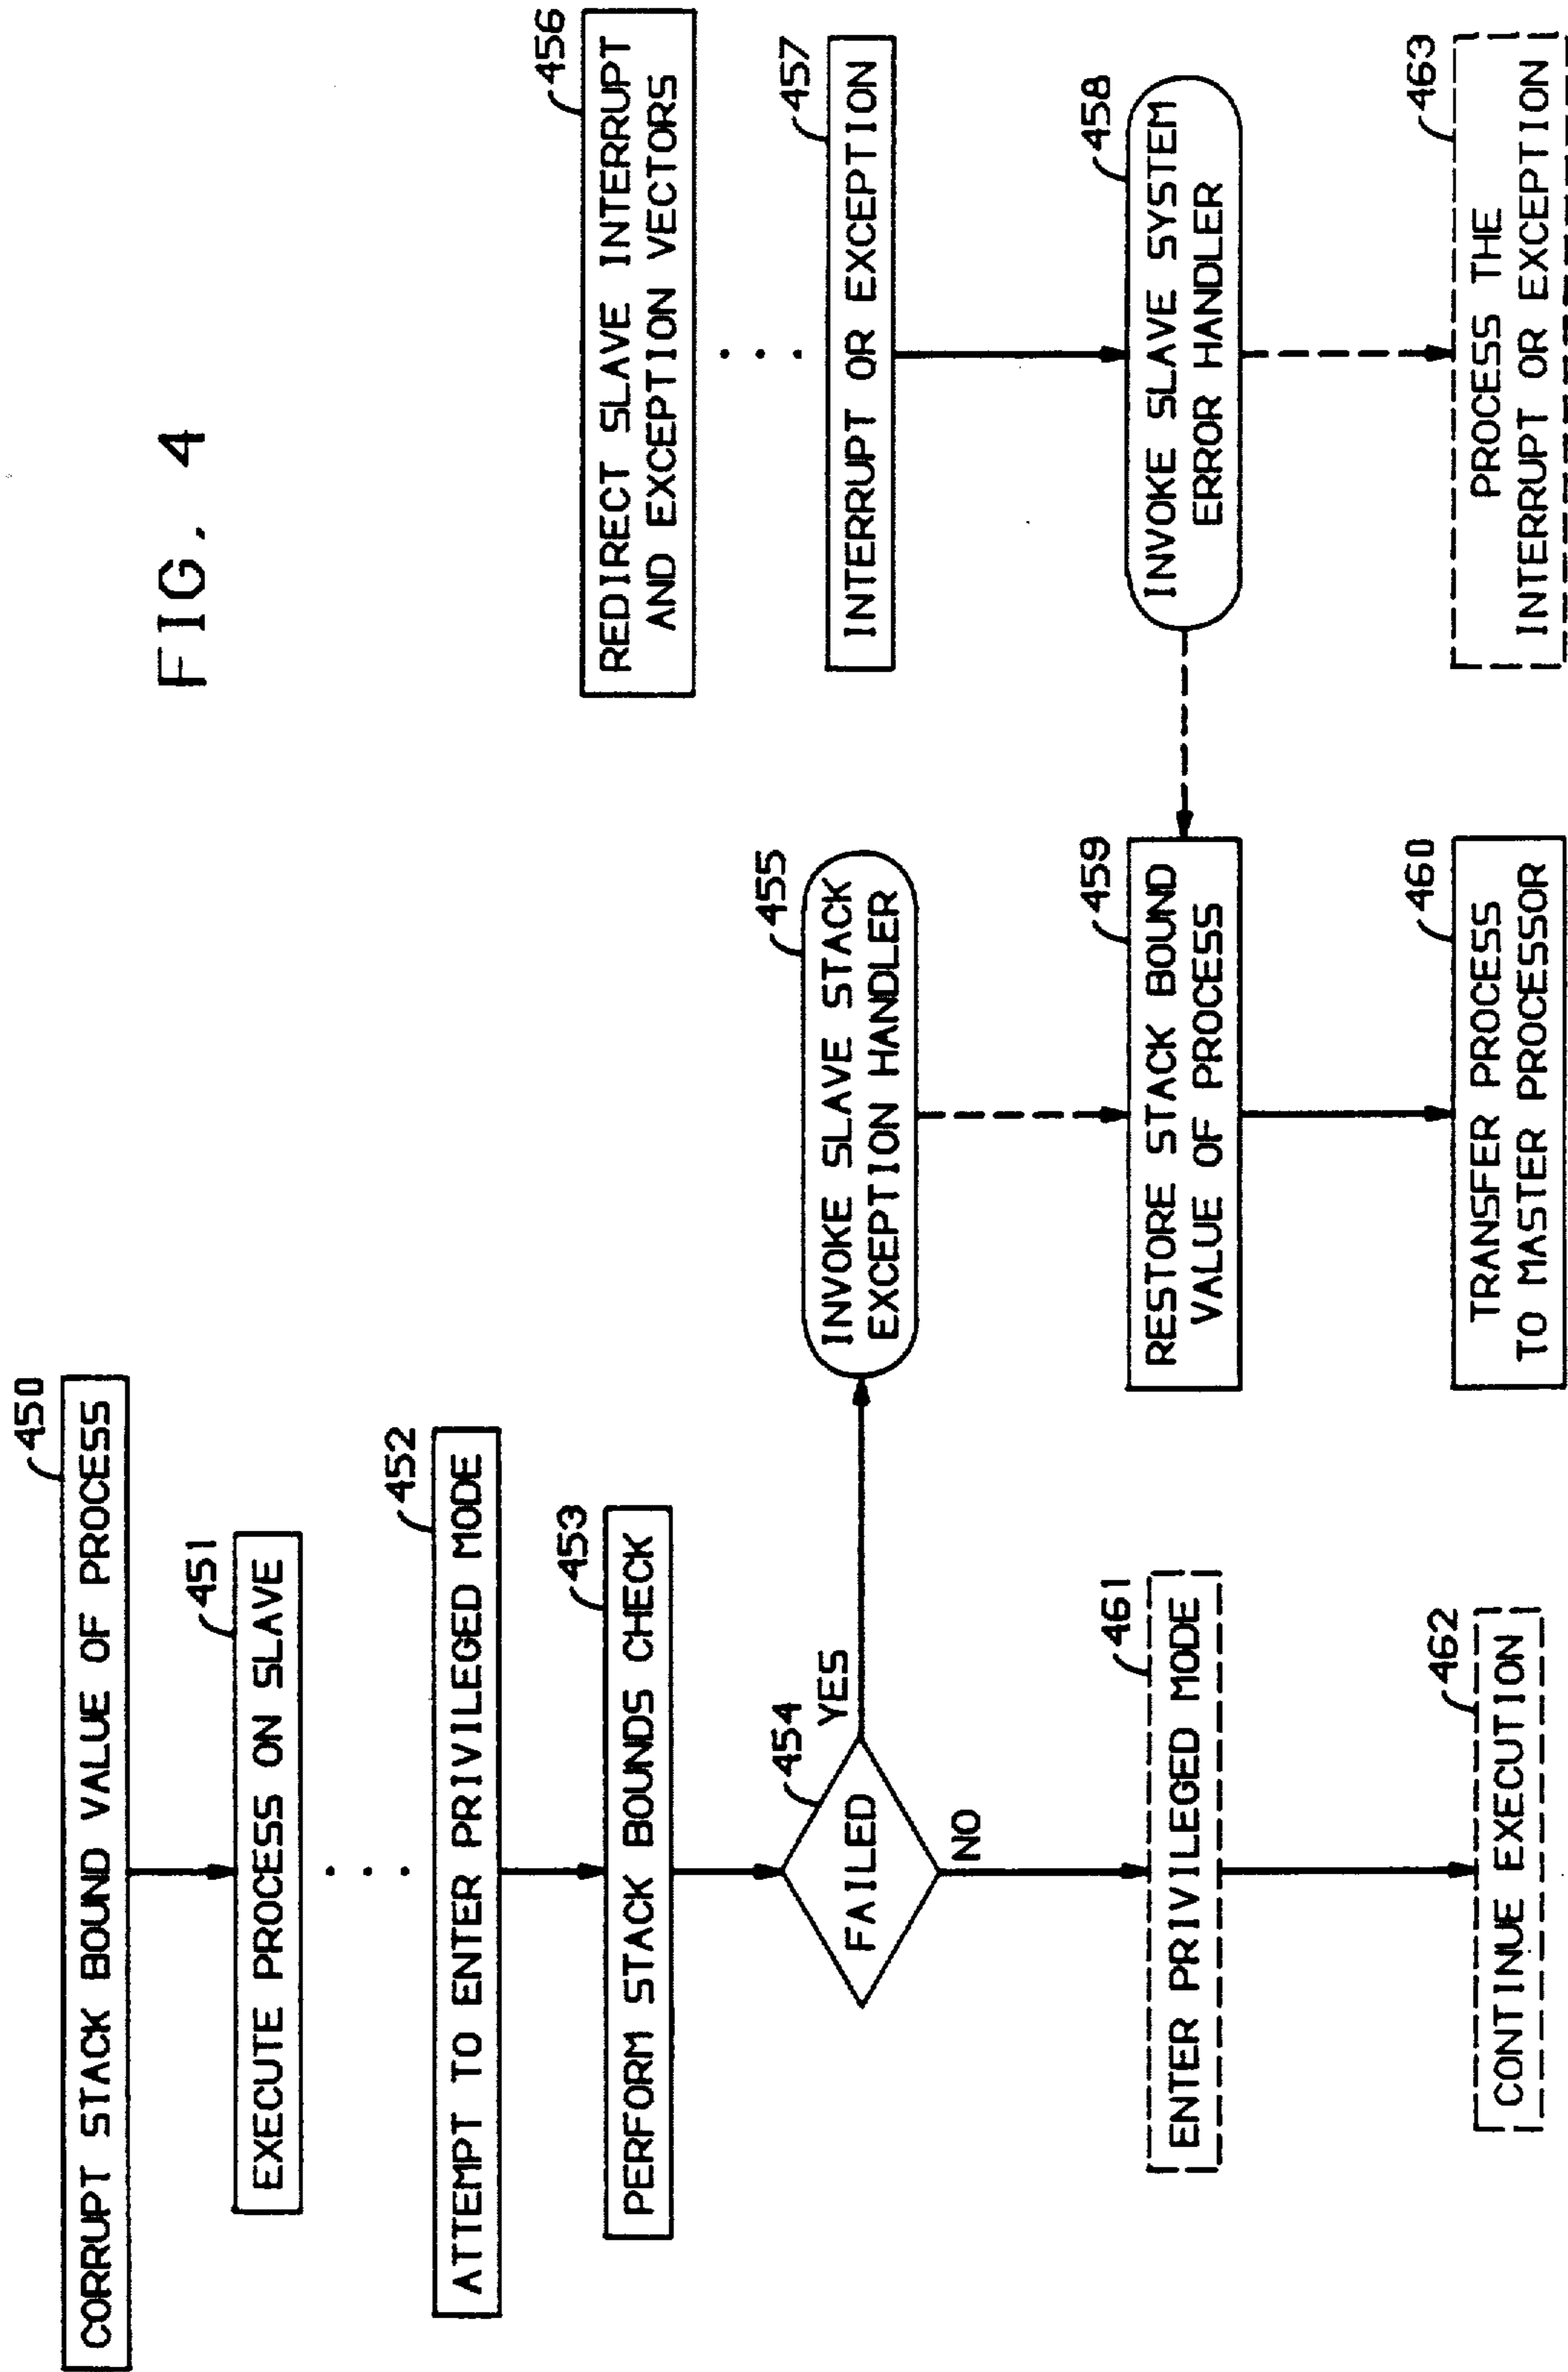 FIG. 4
450
CORRUPT STACK BOUND VALUE OF PROCESS
451
EXECUTE PROCESS ON SLAVE
. . .
452
ATTEMPT TO ENTER PRIVILEGED MODE
453
PERFORM STACK BOUNDS CHECK
454
FAILED
YES
NO
461
ENTER PRIVILEGED MODE
462
CONTINUE EXECUTION
455
INVOKE SLAVE STACK
EXCEPTION HANDLER
459
RESTORE STACK BOUND
VALUE OF PROCESS
460
TRANSFER PROCESS
TO MASTER PROCESSOR
456
REDIRECT SLAVE INTERRUPT
AND EXCEPTION VECTORS
. . .
457
INTERRUPT OR EXCEPTION
458
INVOKE SLAVE SYSTEM
ERROR HANDLER
463
PROCESS THE
INTERRUPT OR EXCEPTION